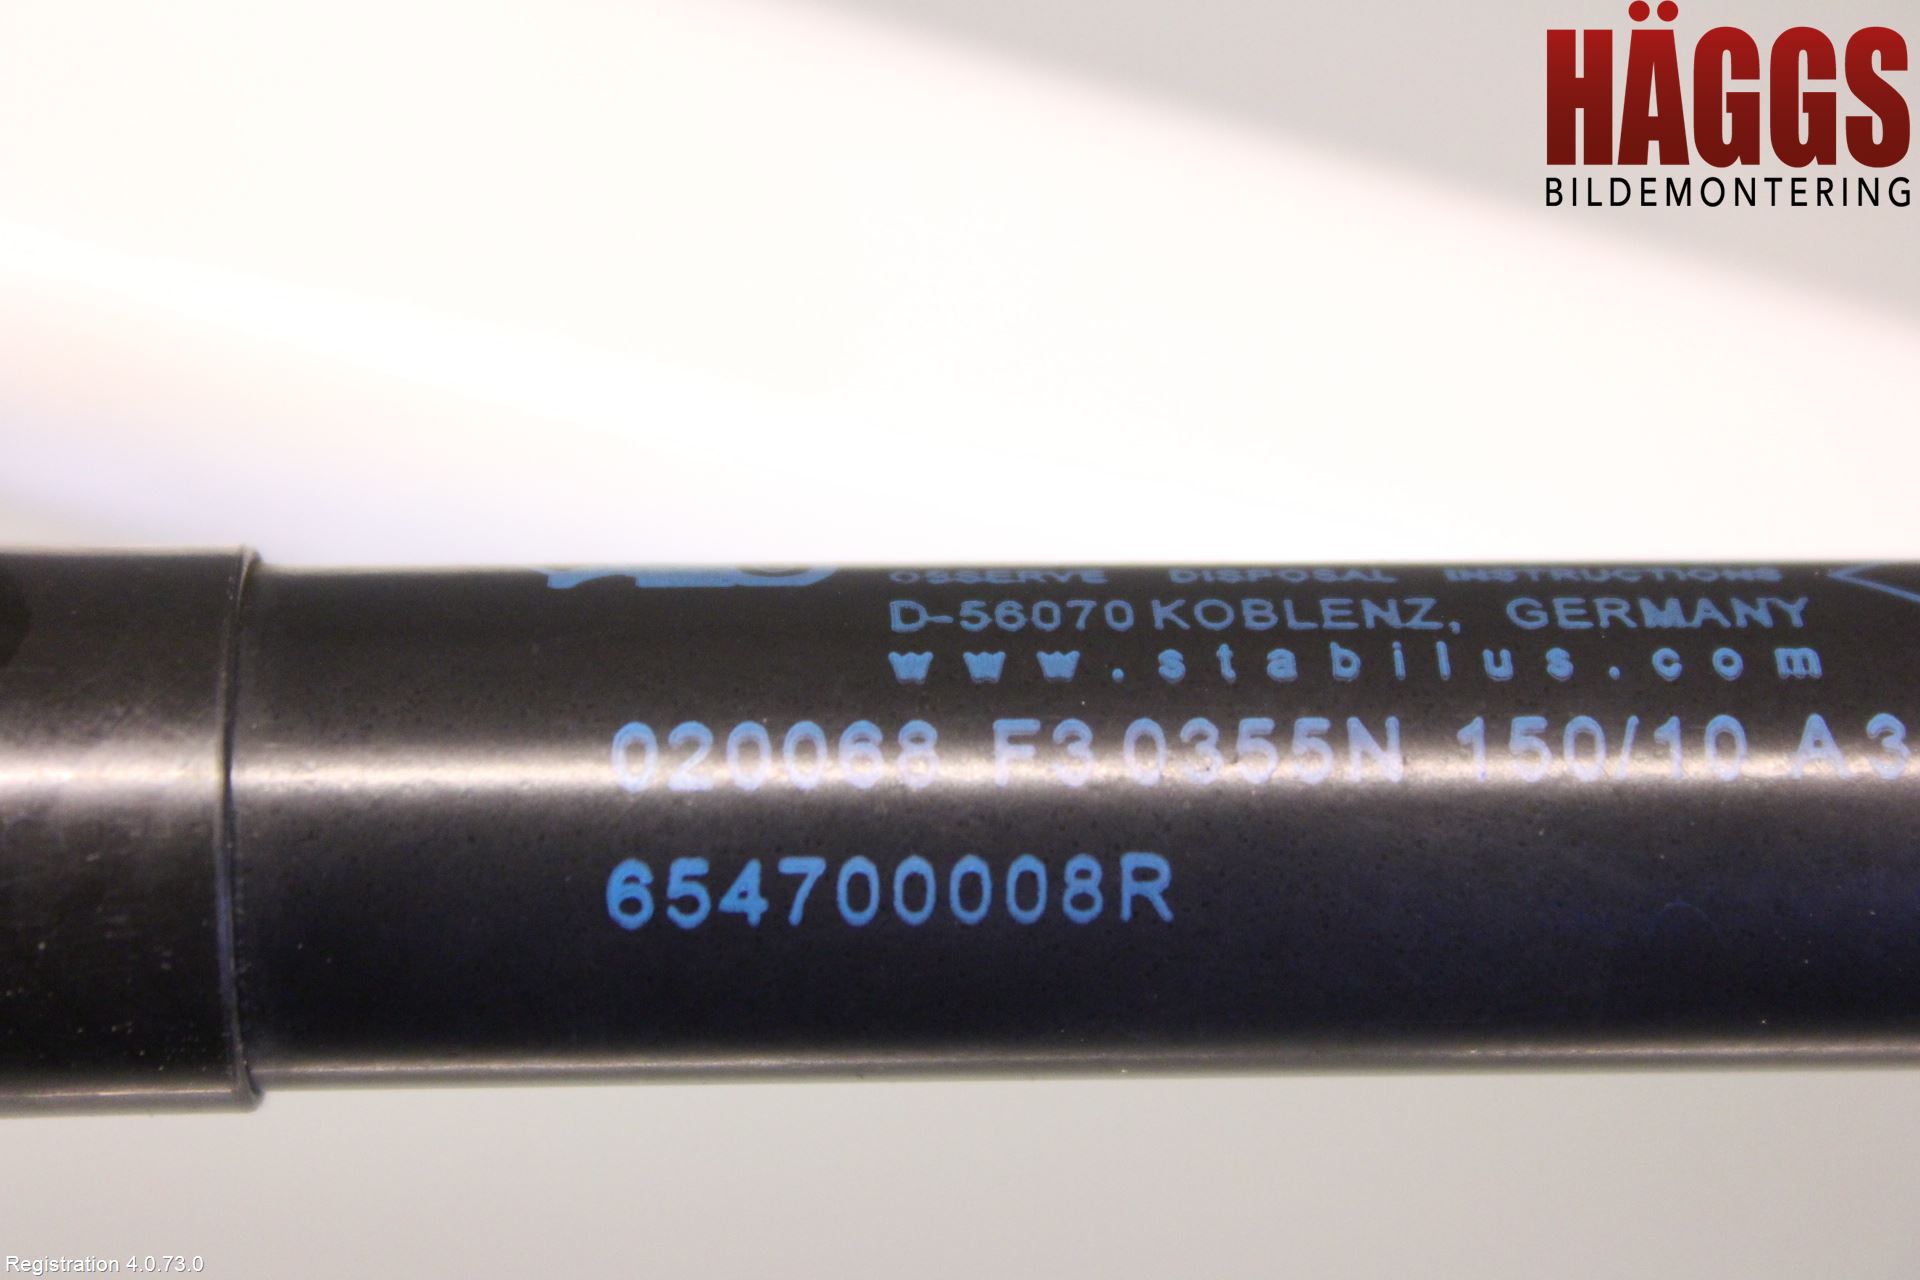 HÄGGS
BILDEMONTERING
OBSERVE DISPOSAL INSTRUCTIONS
D-56070 KOBLENZ, GERMANY
www.stabilus.com
020068 F3 0355N 150/10 A3
654700008R
Registration 4.0.73.0